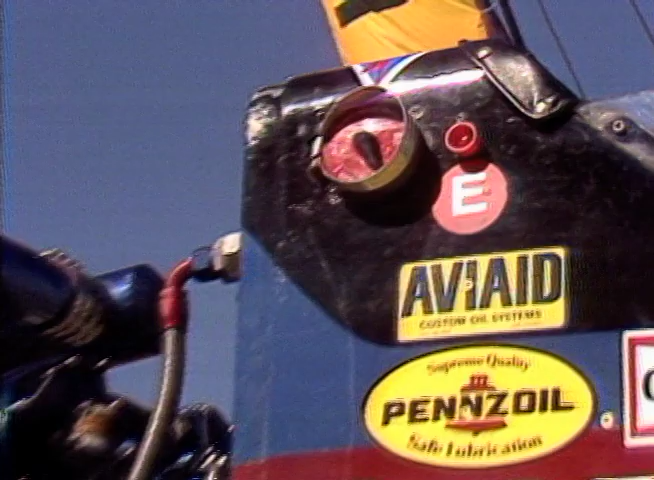 E
AVIAID
CUSTOM OIL SYSTEMS
Supreme Quality
PENNZOIL
Safe Lubrication